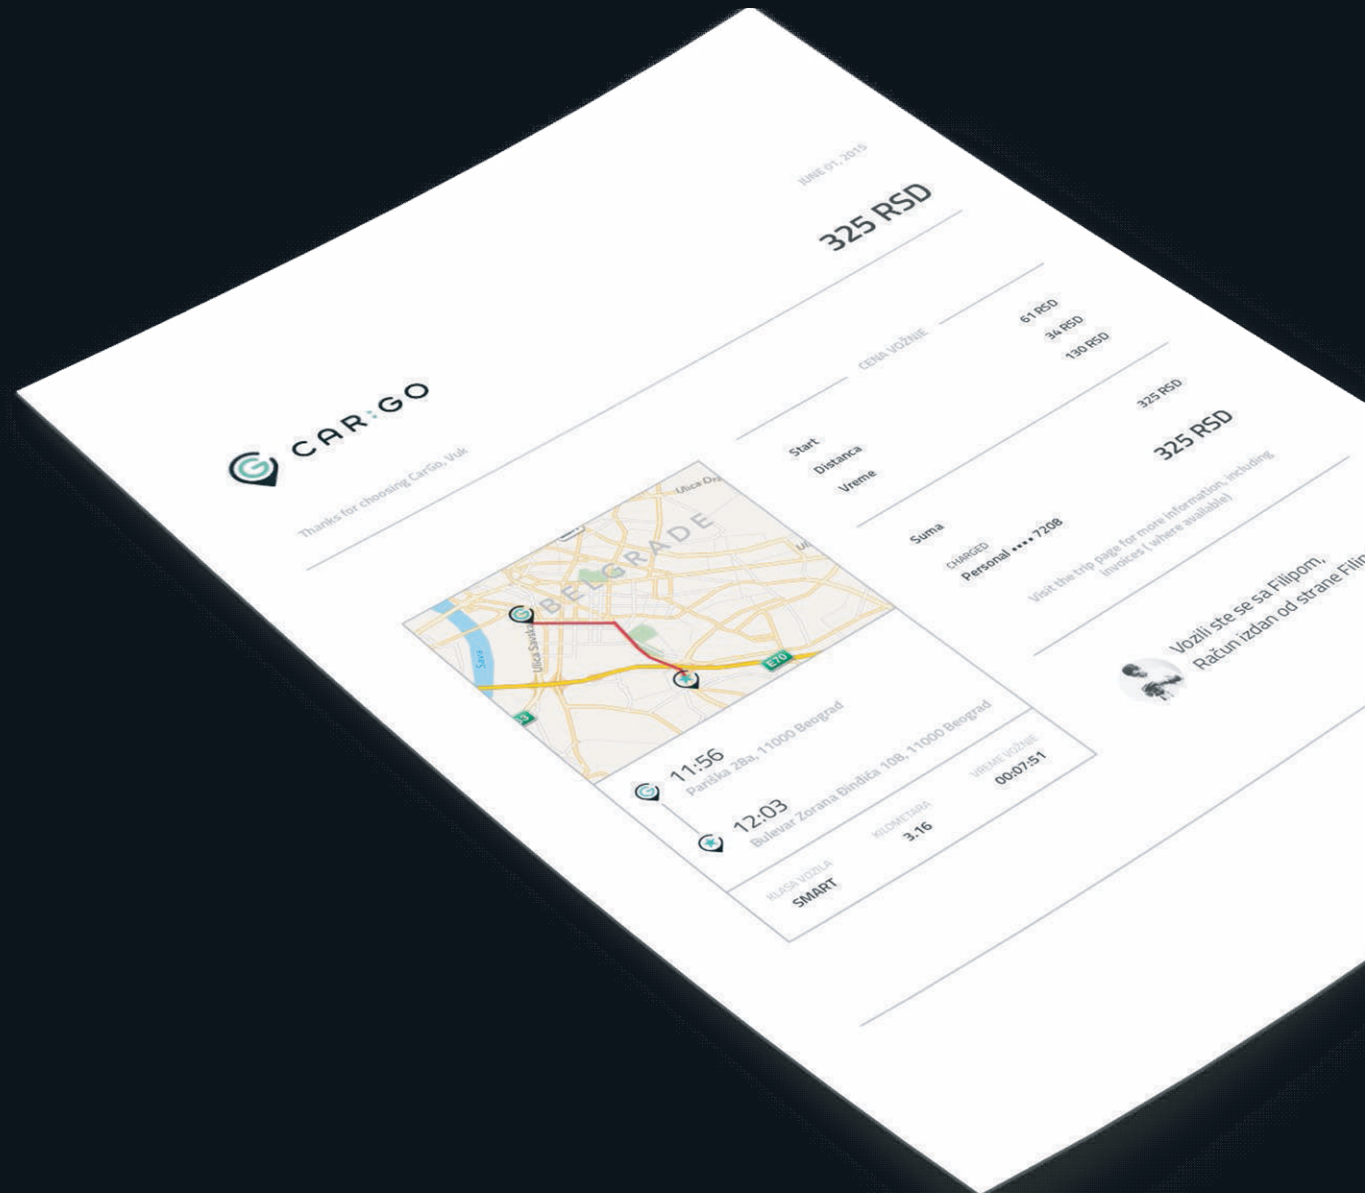 JUNE 01, 2015
325 RSD
CAR:GO
Thanks for choosing CarGo, Vuk
CENA VOŽNJE
Start 61 RSD
Distanca 34 RSD
Vreme 130 RSD
325 RSD
Suma 325 RSD
CHARGED
Personal •••• 7208
Visit the trip page for more information, including
invoices ( where available)
Vozili ste se sa Filipom,
Račun izdan od strane Filip
BELGRADE
Ulica Savska
Sava
E70
11:56
Pariška 28a, 11000 Beograd
12:03
Bulevar Zorana Đinđića 108, 11000 Beograd
KLASA VOZILA KILOMETARA VREME VOŽNJE
SMART 3.16 00:07:51